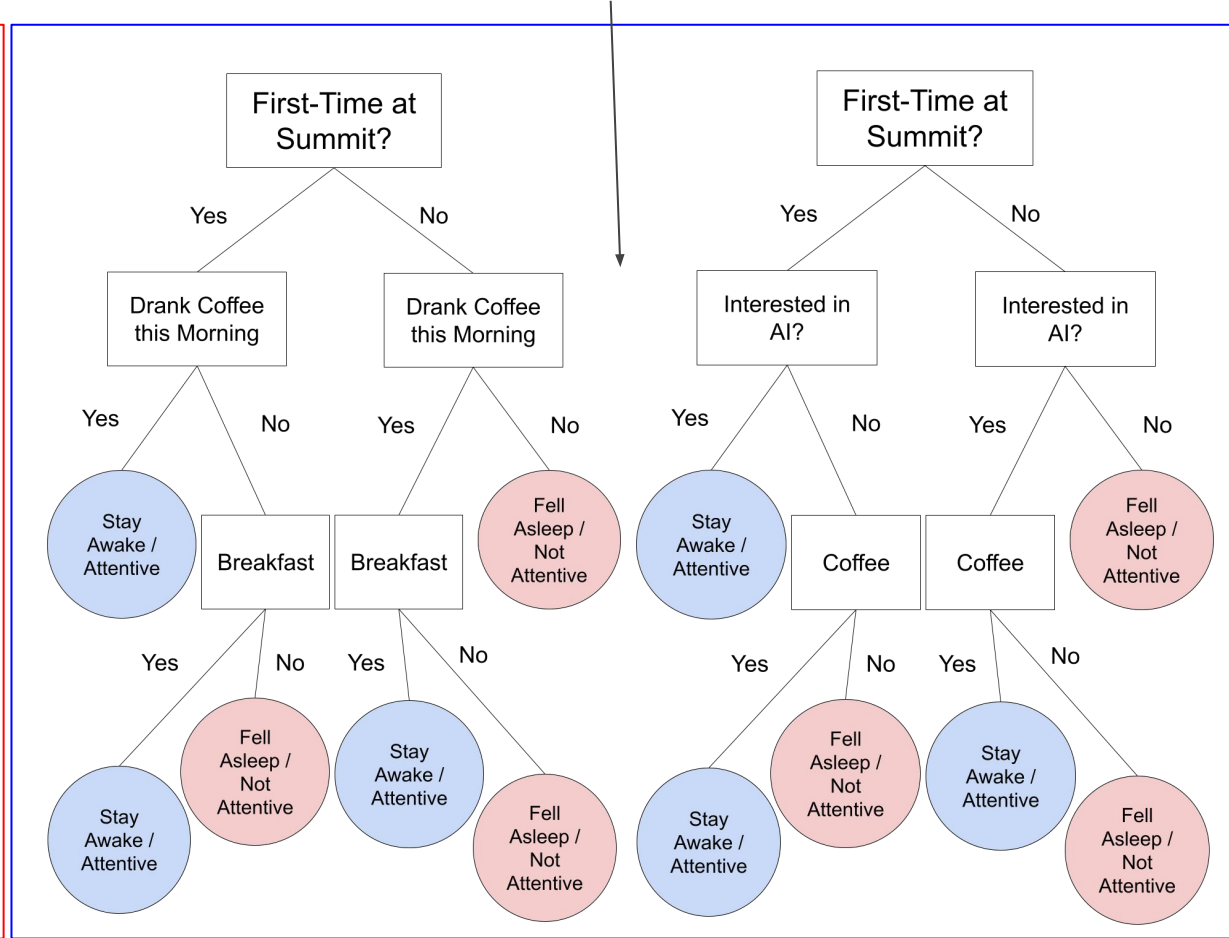 First-Time at
Summit?
Yes
No
Drank Coffee
this Morning
Drank Coffee
this Morning
Yes
No
Yes
No
Stay
Awake /
Attentive
Breakfast
Breakfast
Fell
Asleep /
Not
Attentive
Yes
No
Yes
No
Stay
Awake /
Attentive
Fell
Asleep /
Not
Attentive
Stay
Awake /
Attentive
Fell
Asleep /
Not
Attentive
First-Time at
Summit?
Yes
No
Interested in
AI?
Interested in
AI?
Yes
No
Yes
No
Stay
Awake /
Attentive
Coffee
Coffee
Fell
Asleep /
Not
Attentive
Yes
No
Yes
No
Stay
Awake /
Attentive
Fell
Asleep /
Not
Attentive
Stay
Awake /
Attentive
Fell
Asleep /
Not
Attentive